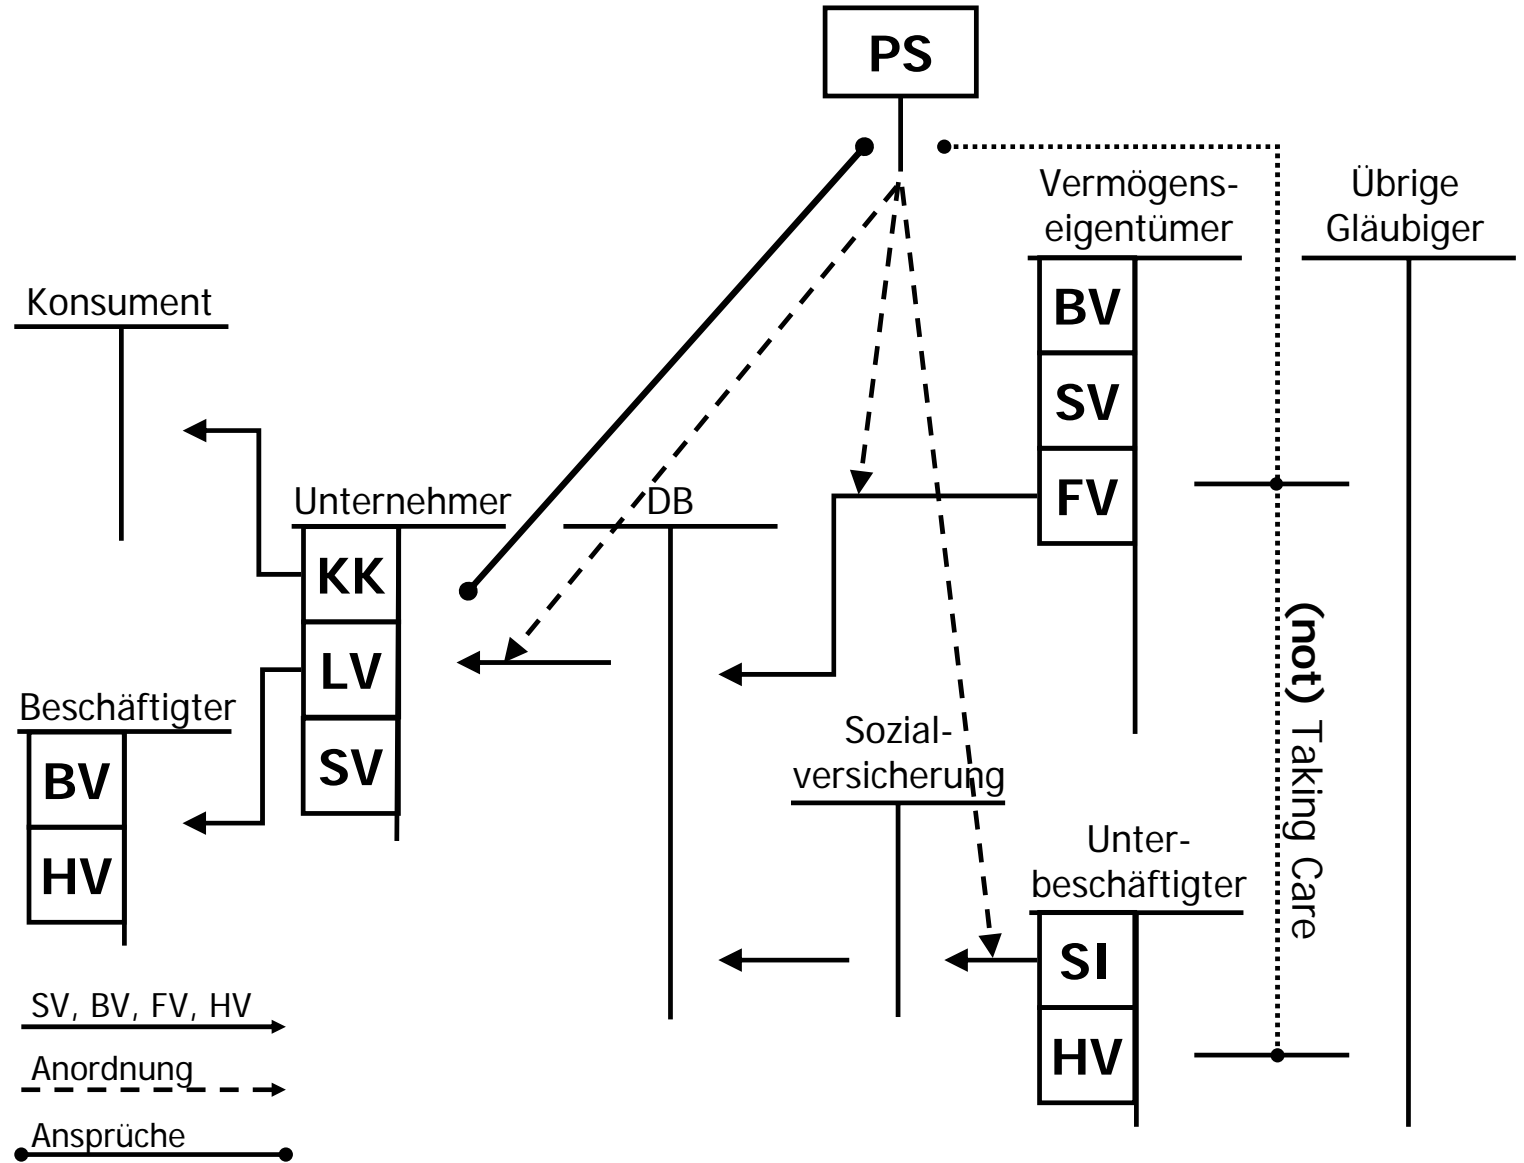 PS
Vermögens-
eigentümer
Übrige
Gläubiger
BV
SV
FV
Konsument
Unternehmer
DB
KK
LV
SV
Beschäftigter
BV
HV
Sozial-
versicherung
Unter-
beschäftigter
SI
HV
(not) Taking Care
SV, BV, FV, HV
Anordnung
Ansprüche